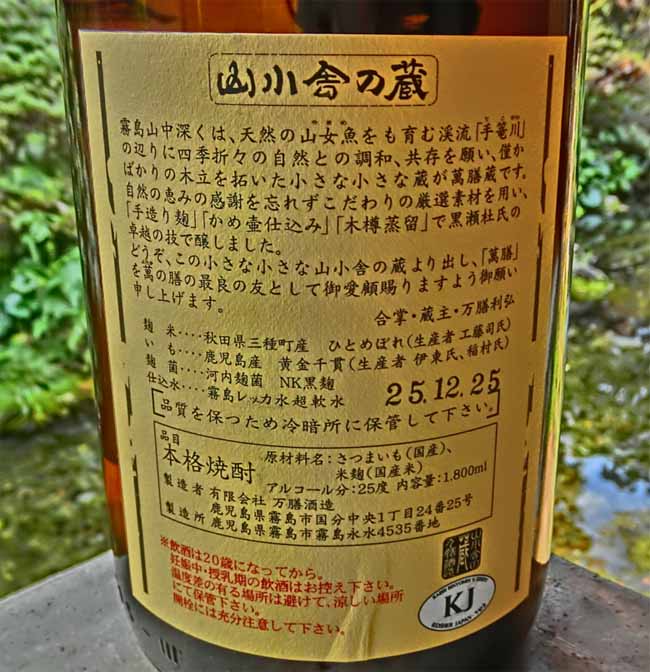 山小舎の蔵
霧島山中深くは、天然の山女魚をも育む渓流「手篭川」
の辺りに四季折々の自然との調和、共存を願い、僅か
ばかりの木立を拓いた小さな小さな蔵が萬膳蔵です。
自然の恵みの感謝を忘れずこだわりの厳選素材を用い、
「手造り麹」「かめ壷仕込み」「木樽蒸留」で黒瀬杜氏の
卓越の技で醸しました。
どうぞ、この小さな小さな山小舎の蔵より出し、「萬膳」
を萬の膳の最良の友として御愛顧賜りますよう御願い
申し上げます。
合掌・蔵主・万膳利弘
麹米‥‥秋田県三種町産 ひとめぼれ(生産者 工藤司氏)
いも‥‥鹿児島産 黄金千貫(生産者 伊東氏、稲村氏)
麹菌‥‥河内麹菌 NK黒麹
仕込水‥‥霧島レッカ水超軟水
25.12.25
品質を保つため冷暗所に保管して下さい。
品目
本格焼酎
原材料名：さつまいも(国産)、
米麹(国産米)
アルコール分：25度 内容量：1.800ml
製造者 有限会社 万膳酒造
鹿児島県霧島市国分中央1丁目24番25号
製造所 鹿児島県霧島市霧島永水4535番地
※飲酒は20歳になってから。
妊娠中・授乳期の飲酒はお控え下さい。
温度差の有る場所は避けて、涼しい場所
にて保管下さい。
開栓には充分注意して下さい。
KJ
KOSHER JAPAN